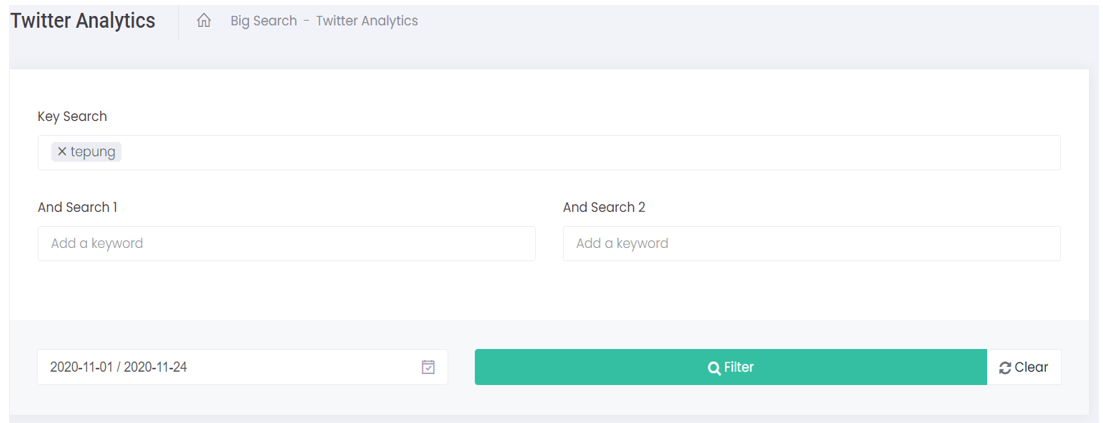 Twitter Analytics Big Search - Twitter Analytics
Key Search
× tepung
And Search 1 And Search 2
Add a keyword Add a keyword
2020-11-01 / 2020-11-24 Filter Clear